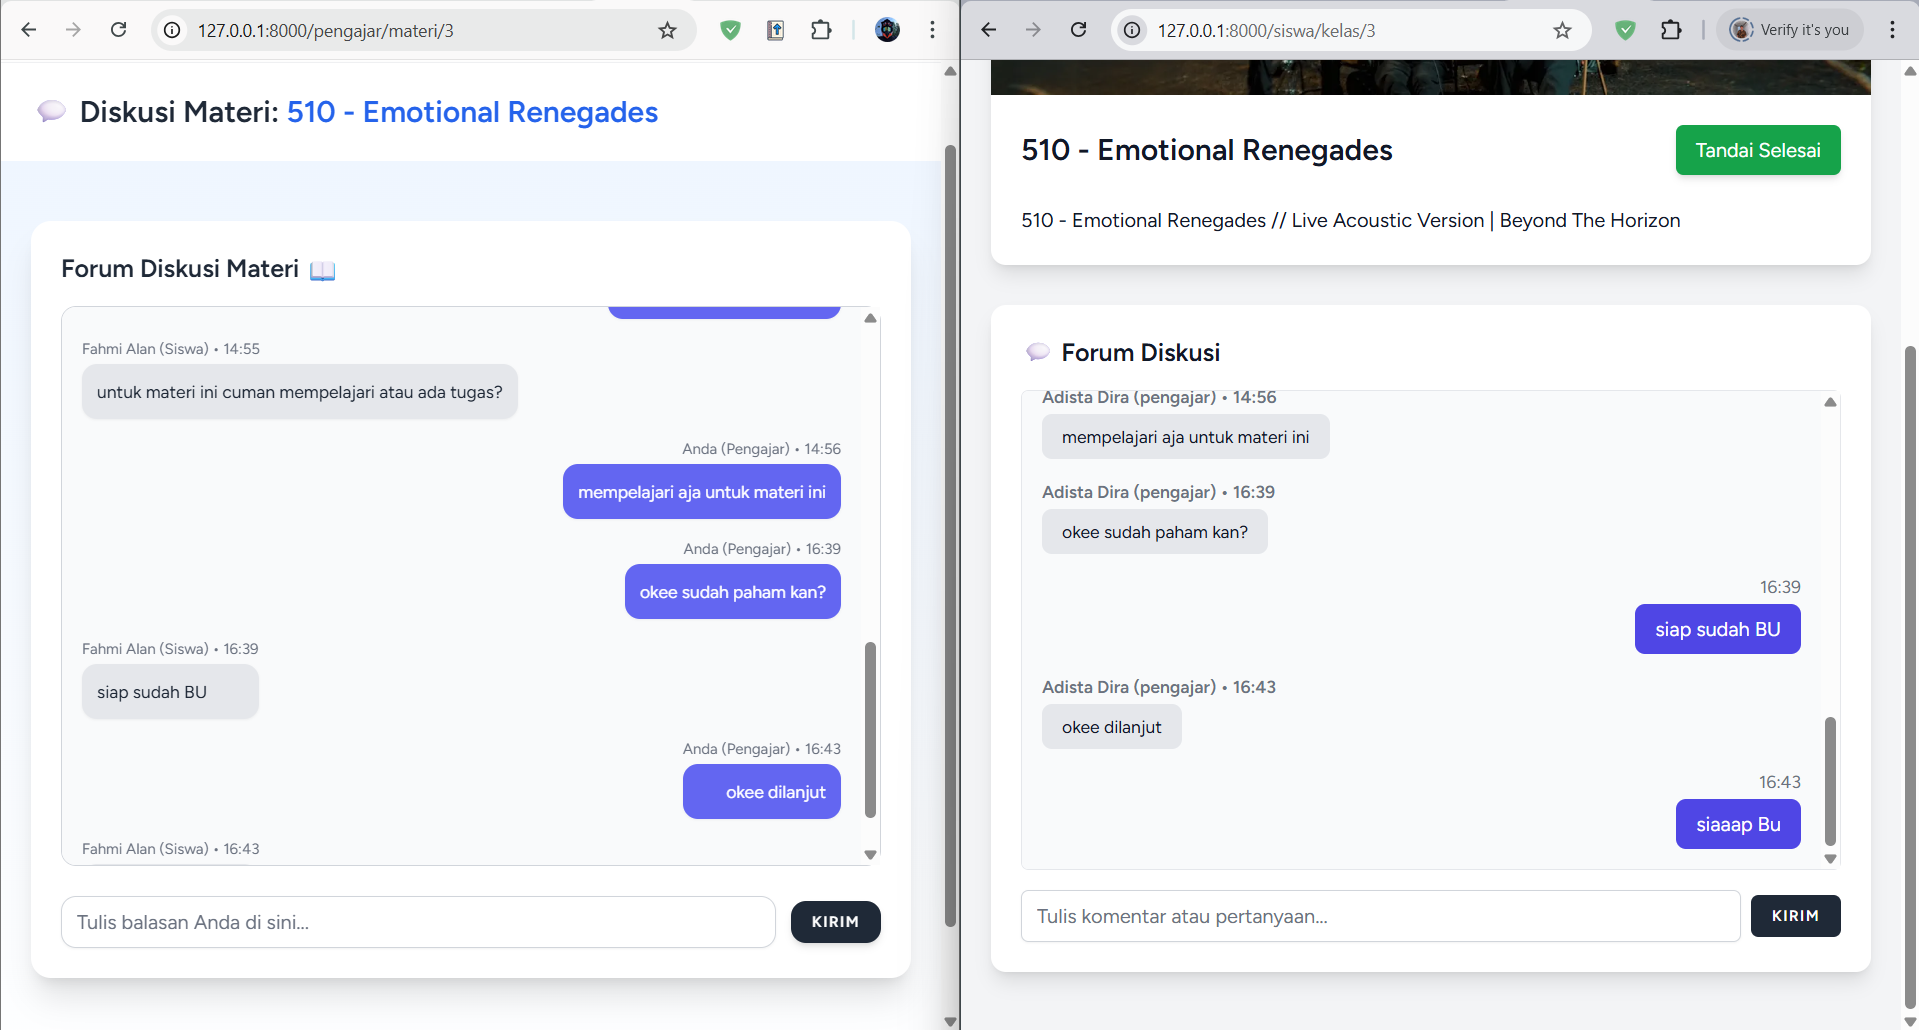 127.0.0.1:8000/pengajar/materi/3
Diskusi Materi: 510 - Emotional Renegades
Forum Diskusi Materi
Fahmi Alan (Siswa) • 14:55
untuk materi ini cuman mempelajari atau ada tugas?
Anda (Pengajar) • 14:56
mempelajari aja untuk materi ini
Anda (Pengajar) • 16:39
okee sudah paham kan?
Fahmi Alan (Siswa) • 16:39
siap sudah BU
Anda (Pengajar) • 16:43
okee dilanjut
Fahmi Alan (Siswa) • 16:43
Tulis balasan Anda di sini...
KIRIM
127.0.0.1:8000/siswa/kelas/3
Verify it's you
510 - Emotional Renegades
Tandai Selesai
510 - Emotional Renegades // Live Acoustic Version | Beyond The Horizon
Forum Diskusi
Adista Dira (pengajar) • 14:56
mempelajari aja untuk materi ini
Adista Dira (pengajar) • 16:39
okee sudah paham kan?
16:39
siap sudah BU
Adista Dira (pengajar) • 16:43
okee dilanjut
16:43
siaaap Bu
Tulis komentar atau pertanyaan...
KIRIM